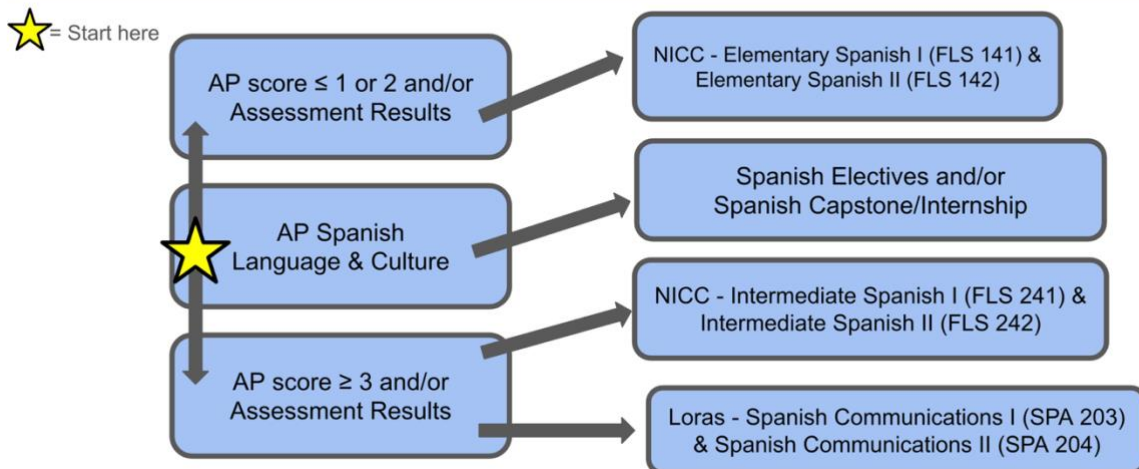 = Start here
AP score ≤ 1 or 2 and/or
Assessment Results
NICC - Elementary Spanish I (FLS 141) &
Elementary Spanish II (FLS 142)
AP Spanish
Language & Culture
Spanish Electives and/or
Spanish Capstone/Internship
AP score ≥ 3 and/or
Assessment Results
NICC - Intermediate Spanish I (FLS 241) &
Intermediate Spanish II (FLS 242)
Loras - Spanish Communications I (SPA 203)
& Spanish Communications II (SPA 204)